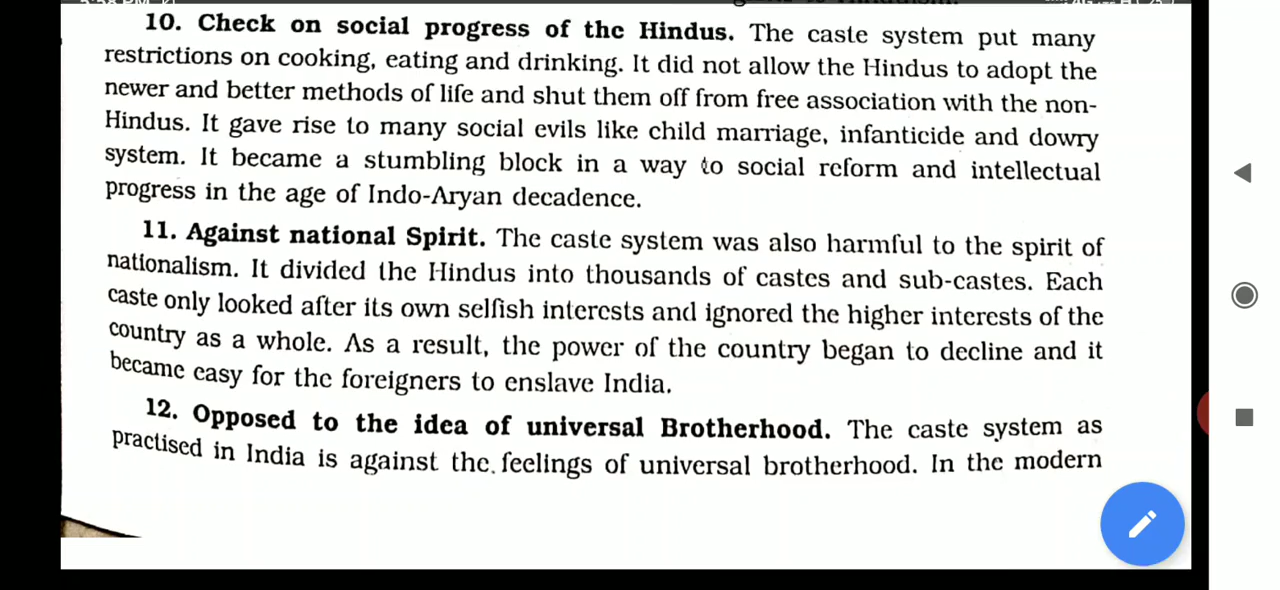 10. Check on social progress of the Hindus. The caste system put many
restrictions on cooking, eating and drinking. It did not allow the Hindus to adopt the
newer and better methods of life and shut them off from free association with the non-
Hindus. It gave rise to many social evils like child marriage, infanticide and dowry
system. It became a stumbling block in a way to social reform and intellectual
progress in the age of Indo-Aryan decadence.
11. Against national Spirit. The caste system was also harmful to the spirit of
nationalism. It divided the Hindus into thousands of castes and sub-castes. Each
caste only looked after its own selfish interests and ignored the higher interests of the
country as a whole. As a result, the power of the country began to decline and it
became easy for the foreigners to enslave India.
12. Opposed to the idea of universal Brotherhood. The caste system as
practised in India is against the feelings of universal brotherhood. In the modern